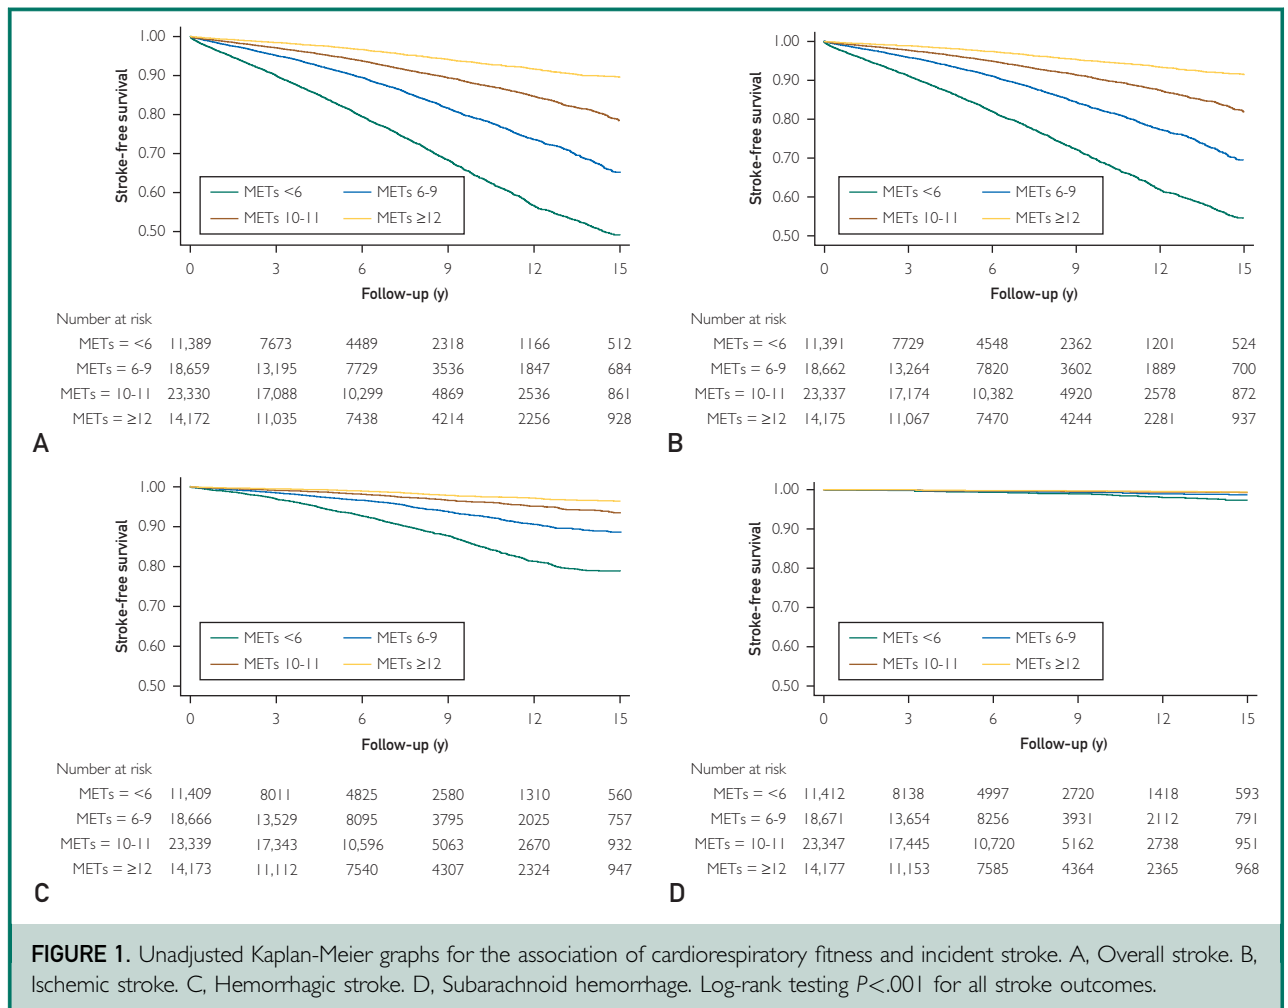 1.00
0.90
0.80
0.70
0.60
0.50
Stroke-free survival
METs <6
METs 6-9
METs 10-11
METs ≥12
0 3 6 9 12 15
Follow-up (y)
Number at risk
METs = <6 11,389 7673 4489 2318 1166 512
METs = 6-9 18,659 13,195 7729 3536 1847 684
METs = 10-11 23,330 17,088 10,299 4869 2536 861
METs = ≥12 14,172 11,035 7438 4214 2256 928
A
1.00
0.90
0.80
0.70
0.60
0.50
Stroke-free survival
METs <6
METs 6-9
METs 10-11
METs ≥12
0 3 6 9 12 15
Follow-up (y)
Number at risk
METs = <6 11,391 7729 4548 2362 1201 524
METs = 6-9 18,662 13,264 7820 3602 1889 700
METs = 10-11 23,337 17,174 10,382 4920 2578 872
METs = ≥12 14,175 11,067 7470 4244 2281 937
B
1.00
0.90
0.80
0.70
0.60
0.50
Stroke-free survival
METs <6
METs 6-9
METs 10-11
METs ≥12
0 3 6 9 12 15
Follow-up (y)
Number at risk
METs = <6 11,409 8011 4825 2580 1310 560
METs = 6-9 18,666 13,529 8095 3795 2025 757
METs = 10-11 23,339 17,343 10,596 5063 2670 932
METs = ≥12 14,173 11,112 7540 4307 2324 947
C
1.00
0.90
0.80
0.70
0.60
0.50
Stroke-free survival
METs <6
METs 6-9
METs 10-11
METs ≥12
0 3 6 9 12 15
Follow-up (y)
Number at risk
METs = <6 11,412 8138 4997 2720 1418 593
METs = 6-9 18,671 13,654 8256 3931 2112 791
METs = 10-11 23,347 17,445 10,720 5162 2738 951
METs = ≥12 14,177 11,153 7585 4364 2365 968
D
FIGURE 1. Unadjusted Kaplan-Meier graphs for the association of cardiorespiratory fitness and incident stroke. A, Overall stroke. B,
Ischemic stroke. C, Hemorrhagic stroke. D, Subarachnoid hemorrhage. Log-rank testing P<.001 for all stroke outcomes.